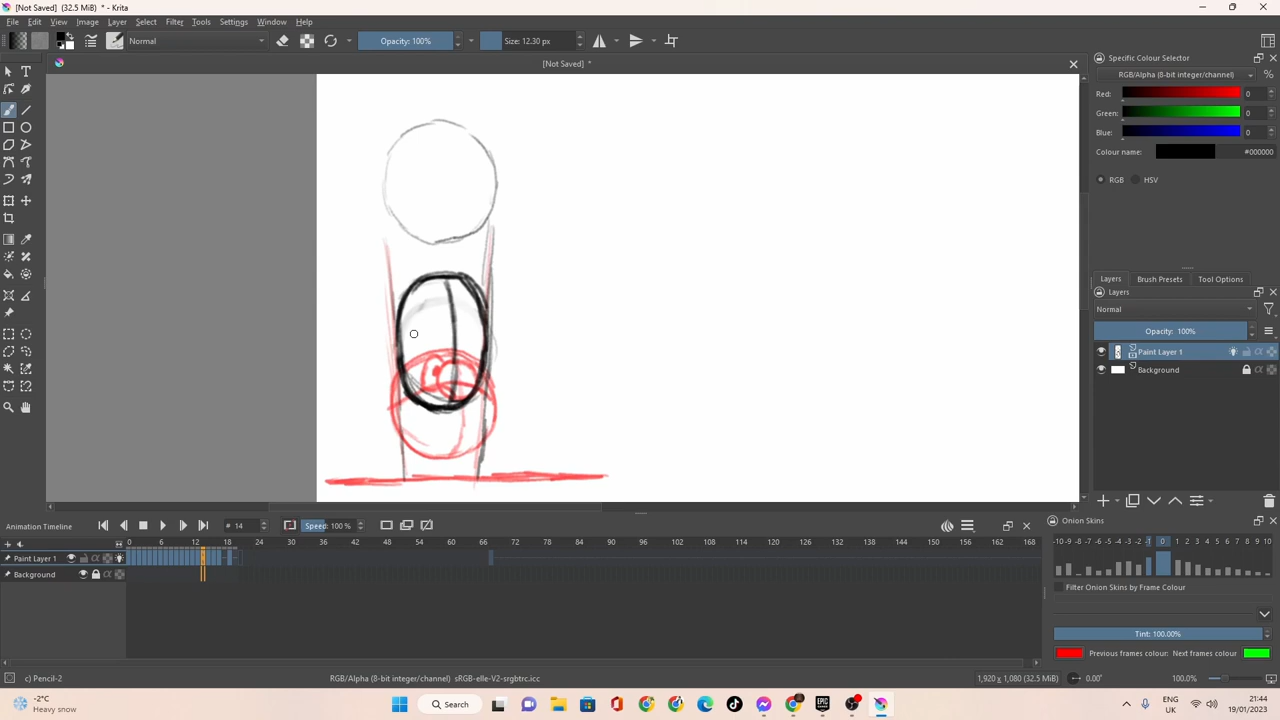 [Not Saved] (32.5 MiB) * - Krita
File Edit View Image Layer Select Filter Tools Settings Window Help
Normal
Opacity: 100%
Size: 12.30 px
[Not Saved] *
Specific Colour Selector
RGB/Alpha (8-bit integer/channel)
%
Red: 0
Green: 0
Blue: 0
Colour name: #000000
RGB HSV
Layers Brush Presets Tool Options
Layers
Normal
Opacity: 100%
Paint Layer 1
Background
Animation Timeline
# 14
Speed: 100 %
Onion Skins
0 6 12 18 24 30 36 42 48 54 60 66 72 78 84 90 96 102 108 114 120 126 132 138 144 150 156 162 168
-10 -9 -8 -7 -6 -5 -4 -3 -2 -1 0 1 2 3 4 5 6 7 8 9 10
Paint Layer 1
Background
Filter Onion Skins by Frame Colour
Tint: 100.00%
Previous frames colour: Next frames colour:
c) Pencil-2
RGB/Alpha (8-bit integer/channel) sRGB-elle-V2-srgbtrc.icc
1,920 x 1,080 (32.5 MiB)
0.00°
100.0%
-2°C
Heavy snow
Search
ENG
UK
21:44
19/01/2023